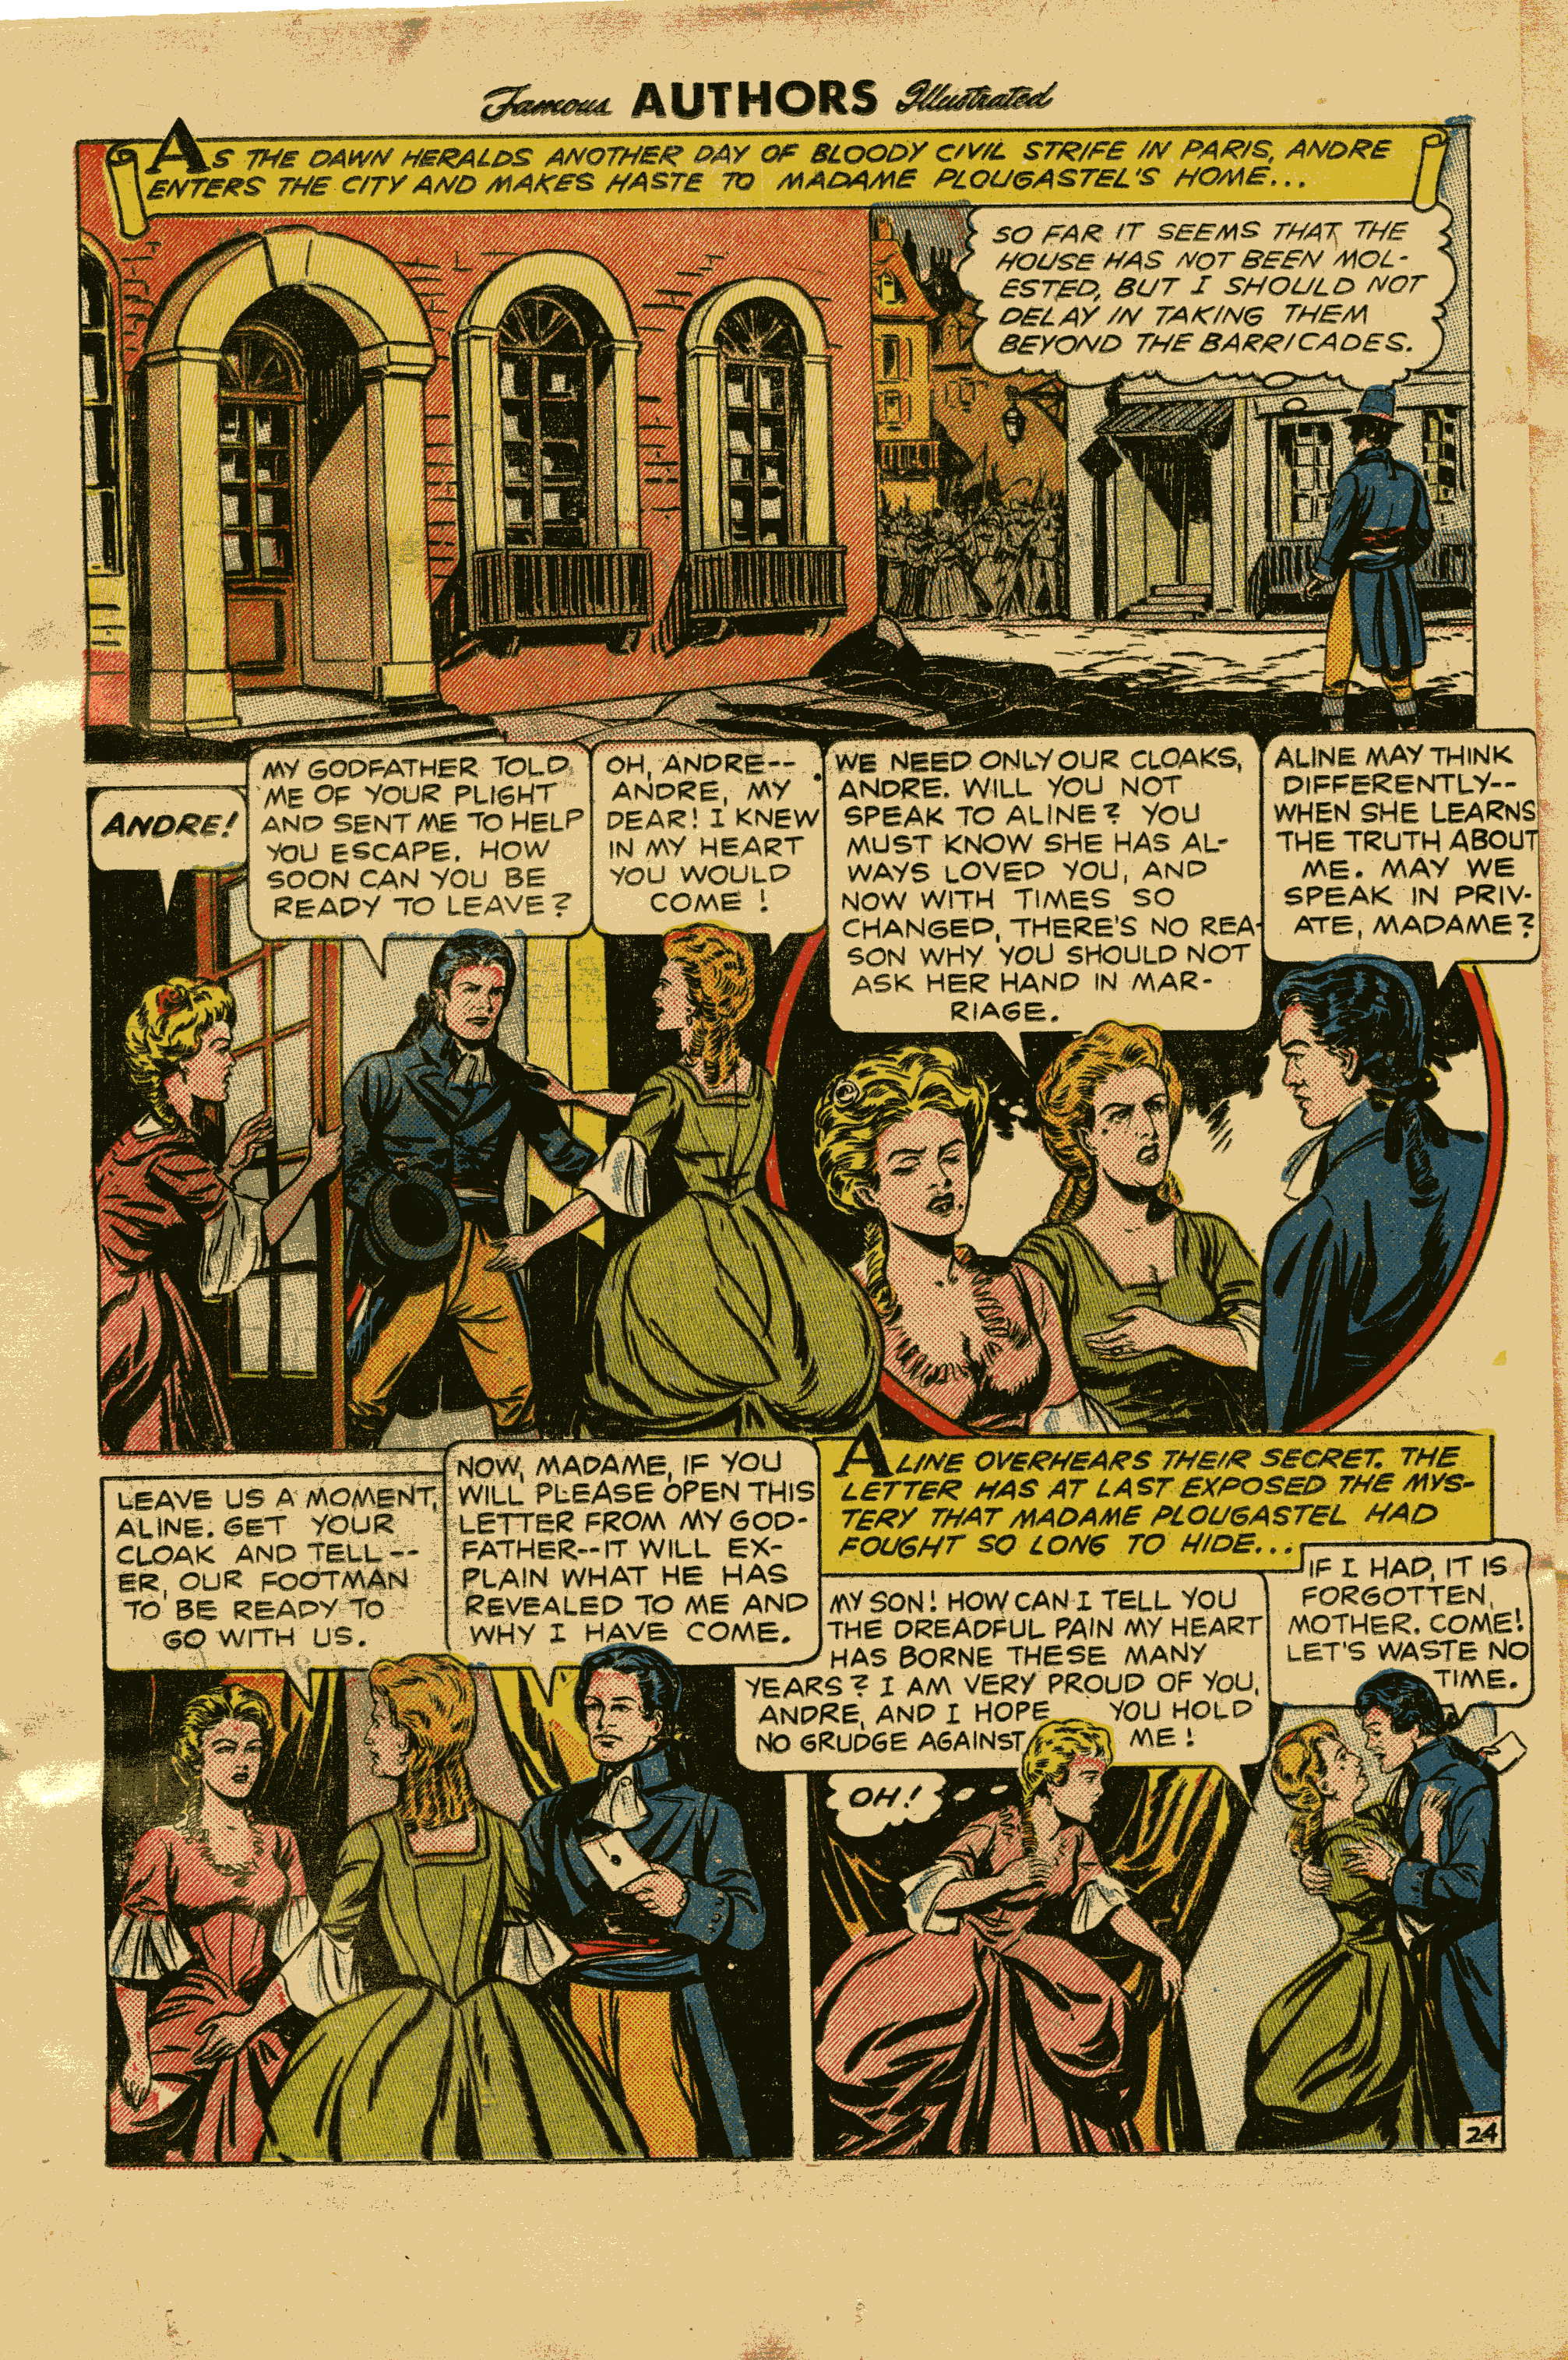 Famous AUTHORS Illustrated
AS THE DAWN HERALDS ANOTHER DAY OF BLOODY CIVIL STRIFE IN PARIS, ANDRE
ENTERS THE CITY AND MAKES HASTE TO MADAME PLOUGASTEL'S HOME...
SO FAR IT SEEMS THAT THE
HOUSE HAS NOT BEEN MOL-
ESTED, BUT I SHOULD NOT
DELAY IN TAKING THEM
BEYOND THE BARRICADES.
ANDRE!
MY GODFATHER TOLD
ME OF YOUR PLIGHT
AND SENT ME TO HELP
YOU ESCAPE. HOW
SOON CAN YOU BE
READY TO LEAVE?
OH, ANDRE--
ANDRE, MY
DEAR! I KNEW
IN MY HEART
YOU WOULD
COME!
WE NEED ONLY OUR CLOAKS,
ANDRE. WILL YOU NOT
SPEAK TO ALINE? YOU
MUST KNOW SHE HAS AL-
WAYS LOVED YOU, AND
NOW WITH TIMES SO
CHANGED, THERE'S NO REA-
SON WHY YOU SHOULD NOT
ASK HER HAND IN MAR-
RIAGE.
ALINE MAY THINK
DIFFERENTLY--
WHEN SHE LEARNS
THE TRUTH ABOUT
ME. MAY WE
SPEAK IN PRIV-
ATE, MADAME?
LEAVE US A MOMENT,
ALINE. GET YOUR
CLOAK AND TELL--
ER, OUR FOOTMAN
TO BE READY TO
GO WITH US.
NOW, MADAME, IF YOU
WILL PLEASE OPEN THIS
LETTER FROM MY GOD-
FATHER--IT WILL EX-
PLAIN WHAT HE HAS
REVEALED TO ME AND
WHY I HAVE COME.
ALINE OVERHEARS THEIR SECRET. THE
LETTER HAS AT LAST EXPOSED THE MYS-
TERY THAT MADAME PLOUGASTEL HAD
FOUGHT SO LONG TO HIDE...
MY SON! HOW CAN I TELL YOU
THE DREADFUL PAIN MY HEART
HAS BORNE THESE MANY
YEARS? I AM VERY PROUD OF YOU,
ANDRE, AND I HOPE YOU HOLD
NO GRUDGE AGAINST ME!
OH!
IF I HAD, IT IS
FORGOTTEN,
MOTHER. COME!
LET'S WASTE NO
TIME.
24